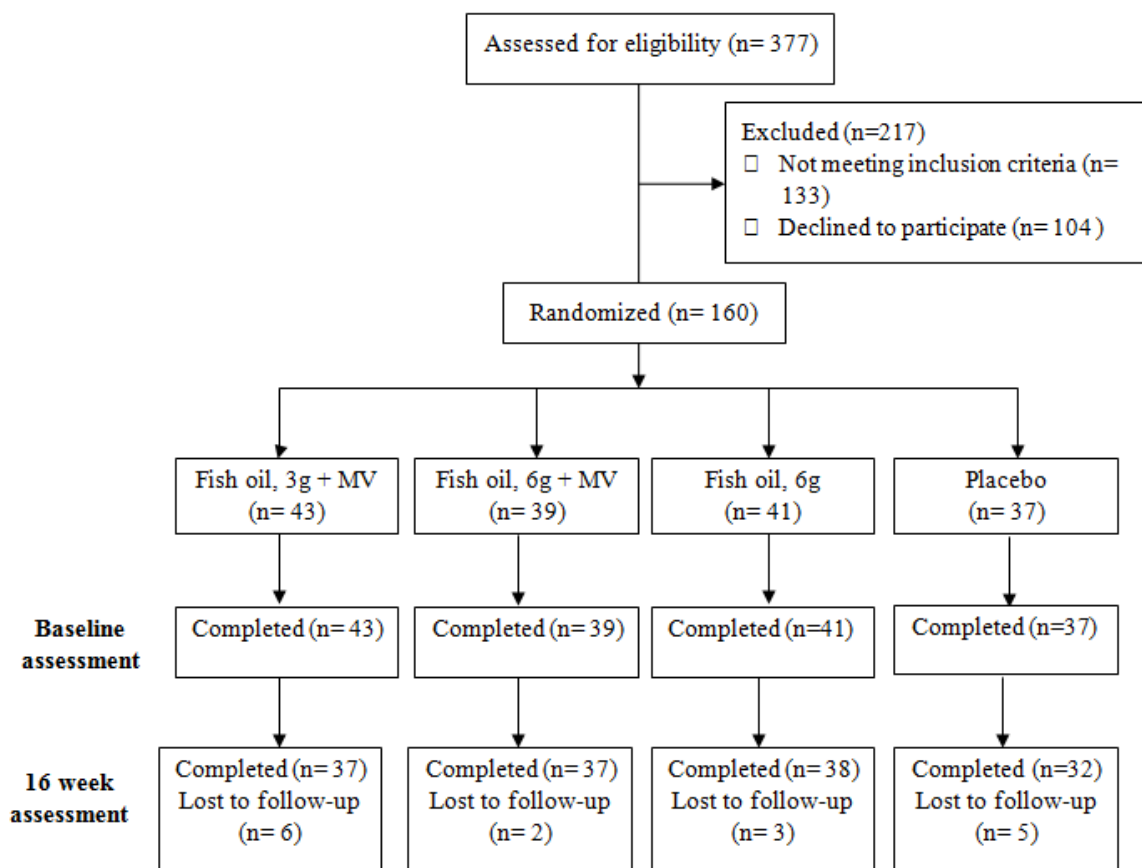 Assessed for eligibility (n= 377)
Excluded (n=217)
□ Not meeting inclusion criteria (n=
133)
□ Declined to participate (n= 104 )
Randomized (n= 160)
Fish oil, 3g + MV
(n= 43)
Fish oil, 6g + MV
(n= 39)
Fish oil, 6g
(n= 41)
Placebo
(n= 37)
Baseline
assessment
Completed (n= 43)
Completed (n= 39)
Completed (n=41)
Completed (n=37)
16 week
assessment
Completed (n= 37)
Lost to follow-up
(n= 6)
Completed (n= 37)
Lost to follow-up
(n= 2)
Completed (n= 38)
Lost to follow-up
(n= 3)
Completed (n=32)
Lost to follow-up
(n= 5)